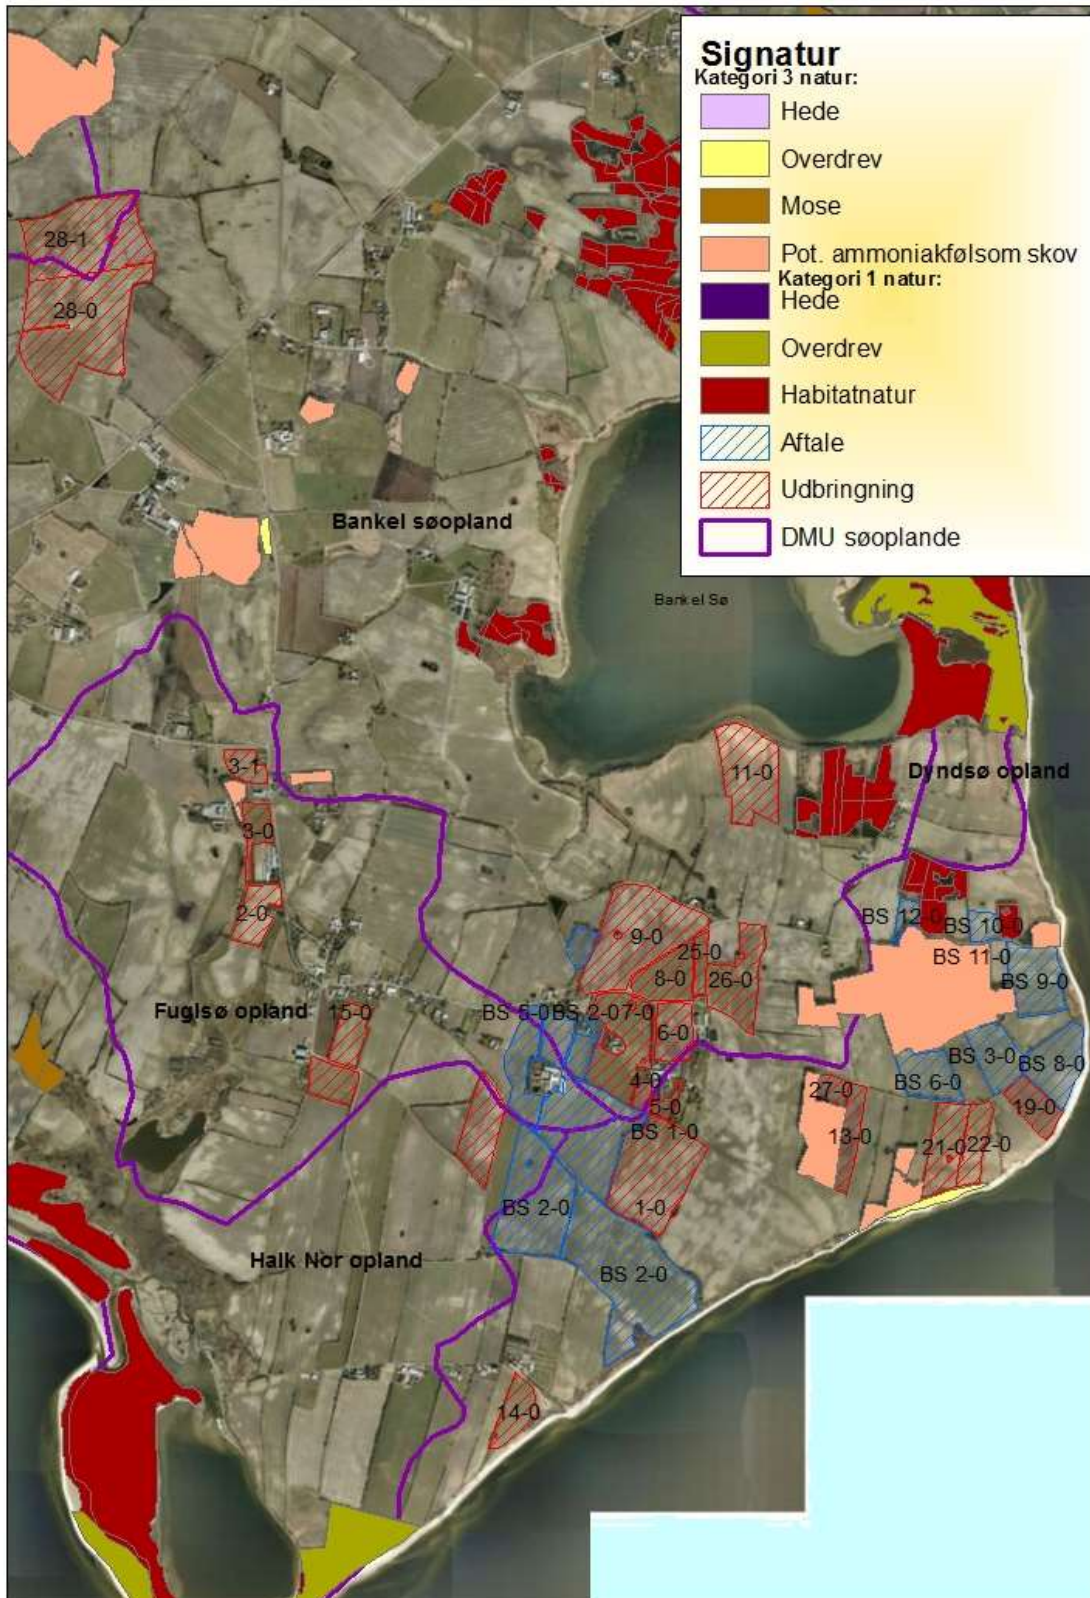 Signatur
Kategori 3 natur:
Hede
Overdrev
Mose
Pot. ammoniakfølsom skov
Kategori 1 natur:
Hede
Overdrev
Habitatnatur
Aftale
Udbringning
DMU søoplande
28-1
28-0
Bankel søopland
Bankel Sø
3-1
11-0
Dyndsø opland
3-0
2-0
BS 12-0
BS 10-0
9-0
25-0
BS 11-0
8-0
26-0
BS 9-0
Fuglsø opland
15-0
BS 5-0
BS 2-0
7-0
6-0
BS 3-0
BS 8-0
4-0
BS 6-0
27-0
5-0
19-0
BS 1-0
13-0
21-0
22-0
BS 2-0
1-0
Halk Nor opland
BS 2-0
14-0